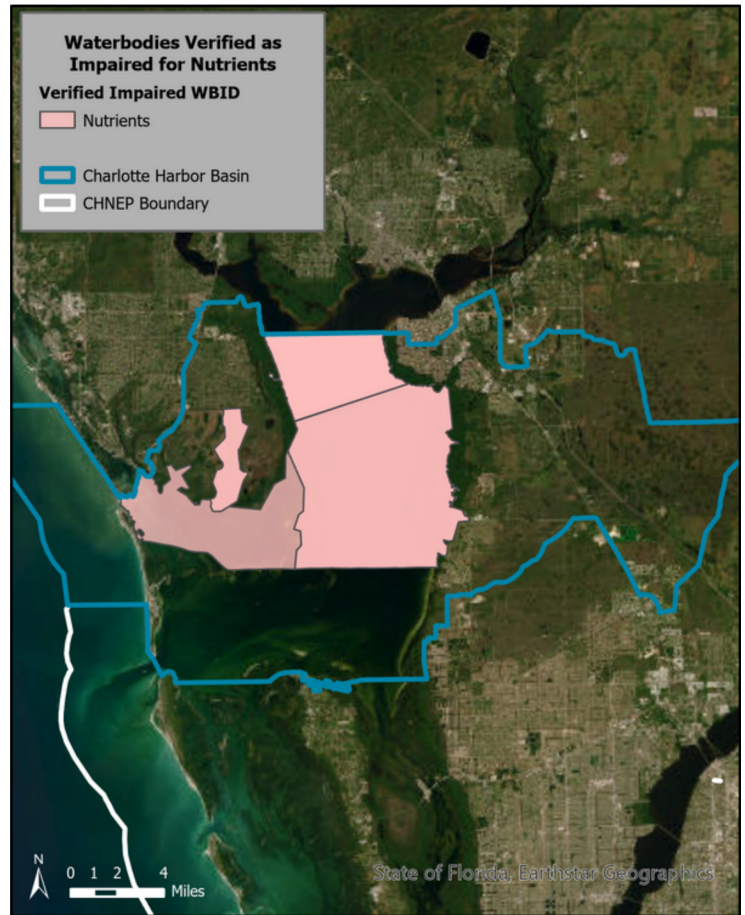 Waterbodies Verified as
Impaired for Nutrients
Verified Impaired WBID
Nutrients
Charlotte Harbor Basin
CHNEP Boundary
N
0 1 2 4
Miles
State of Florida, Earthstar Geographics